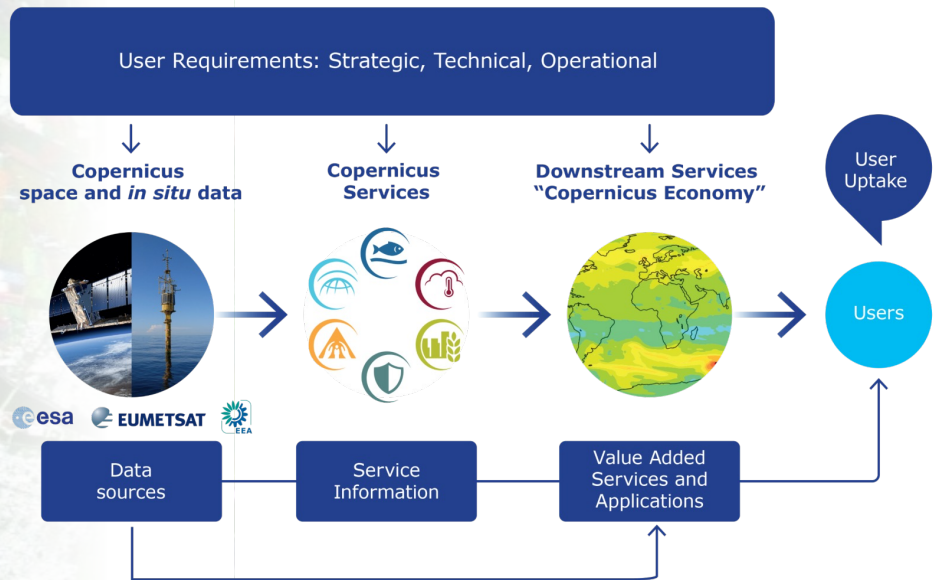 User Requirements: Strategic, Technical, Operational
Copernicus
space and in situ data
Copernicus
Services
Downstream Services
“Copernicus Economy”
User
Uptake
Users
esa
EUMETSAT
EEA
Data
sources
Service
Information
Value Added
Services and
Applications